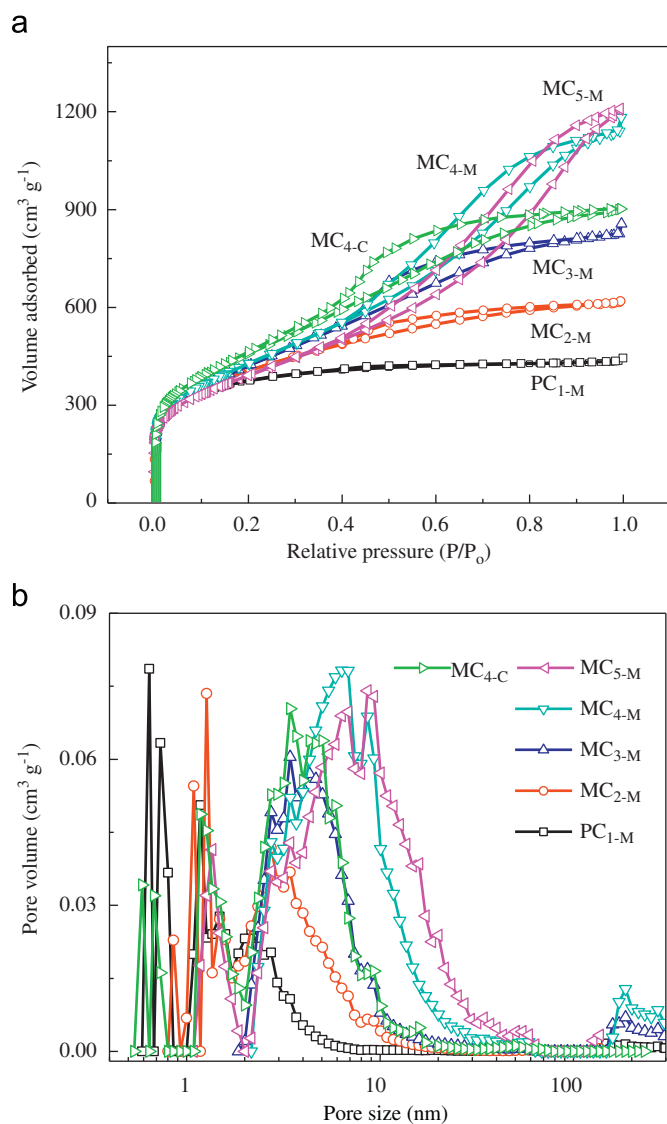 a
1200
900
600
300
0
Volume adsorbed (cm³ g⁻¹)
MC5-M
MC4-M
MC4-C
MC3-M
MC2-M
PC1-M
0.0 0.2 0.4 0.6 0.8 1.0
Relative pressure (P/Po)
b
0.09
0.06
0.03
0.00
Pore volume (cm³ g⁻¹)
MC4-C MC5-M
MC4-M
MC3-M
MC2-M
PC1-M
1 10 100
Pore size (nm)